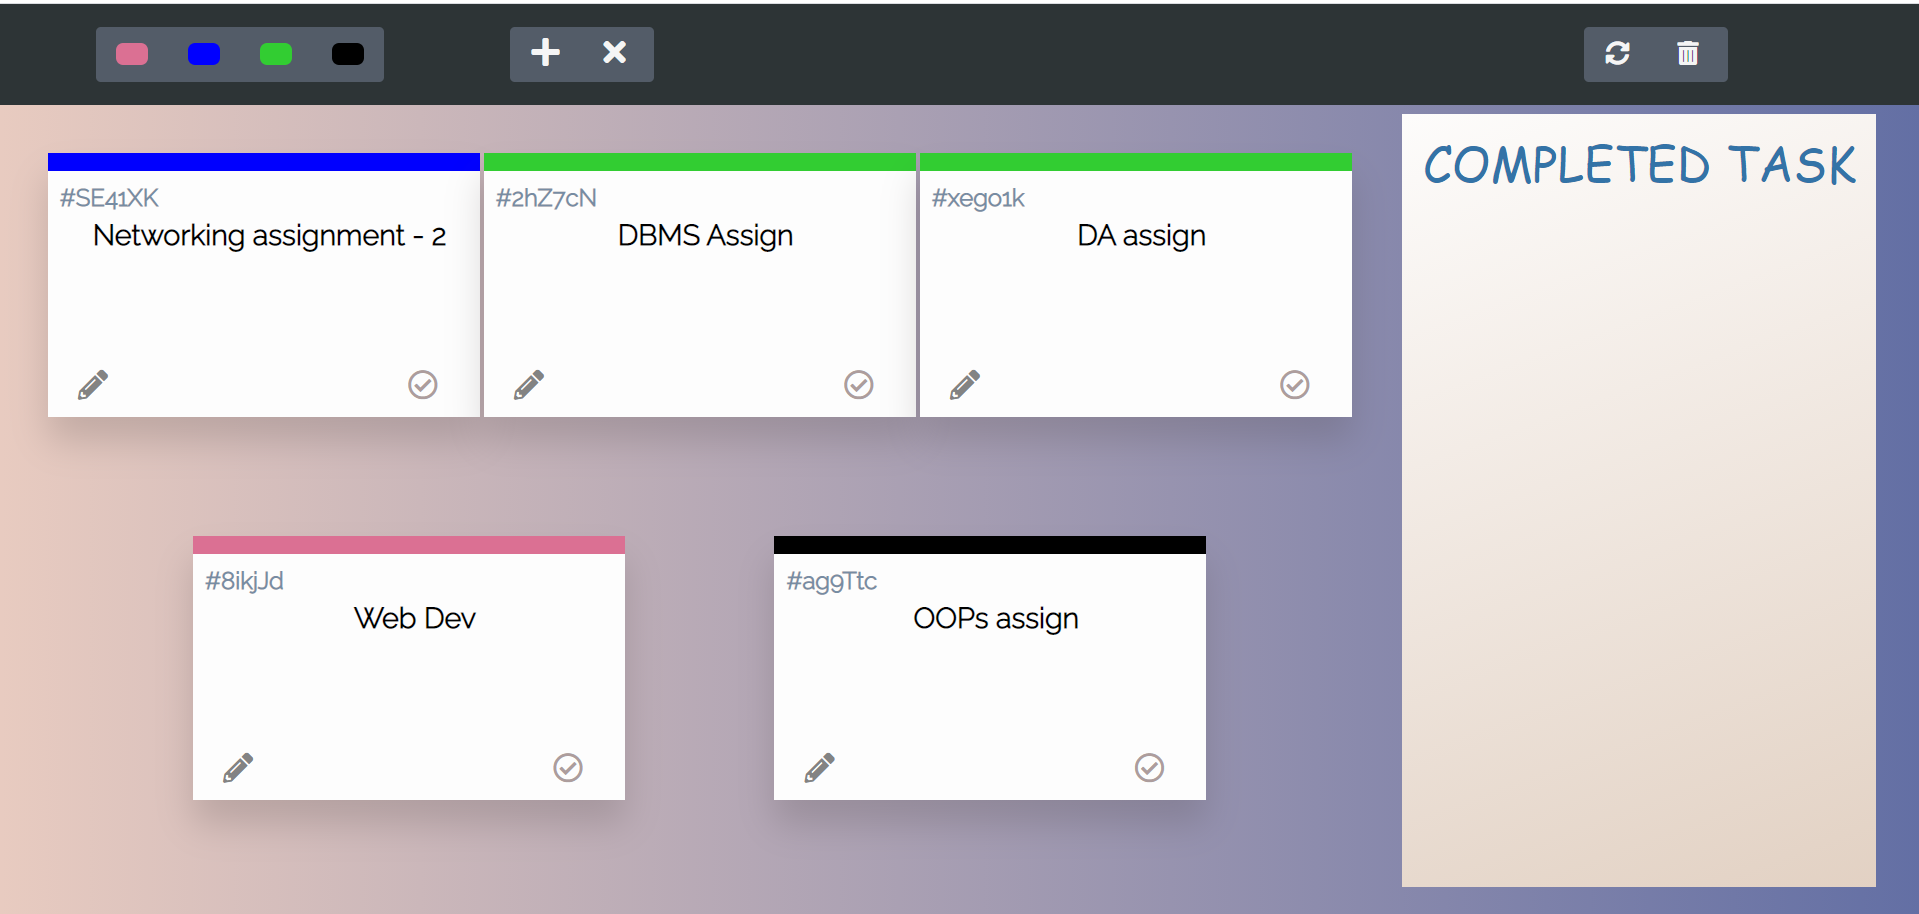 COMPLETED TASK
#SE41XK
Networking assignment - 2
#2hZ7cN
DBMS Assign
#xego1k
DA assign
#8ikjJd
Web Dev
#ag9Ttc
OOPs assign